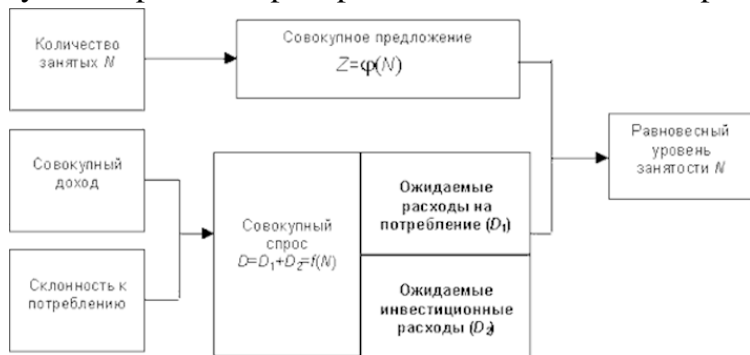 Количество
занятых N
Совокупное предложение
Z=φ(N)
Равновесный
уровень
занятости N
Совокупный
доход
Склонность к
потреблению
Совокупный
спрос
D=D₁+D₂=f(N)
Ожидаемые
расходы на
потребление (D₁)
Ожидаемые
инвестиционные
расходы (D₂)